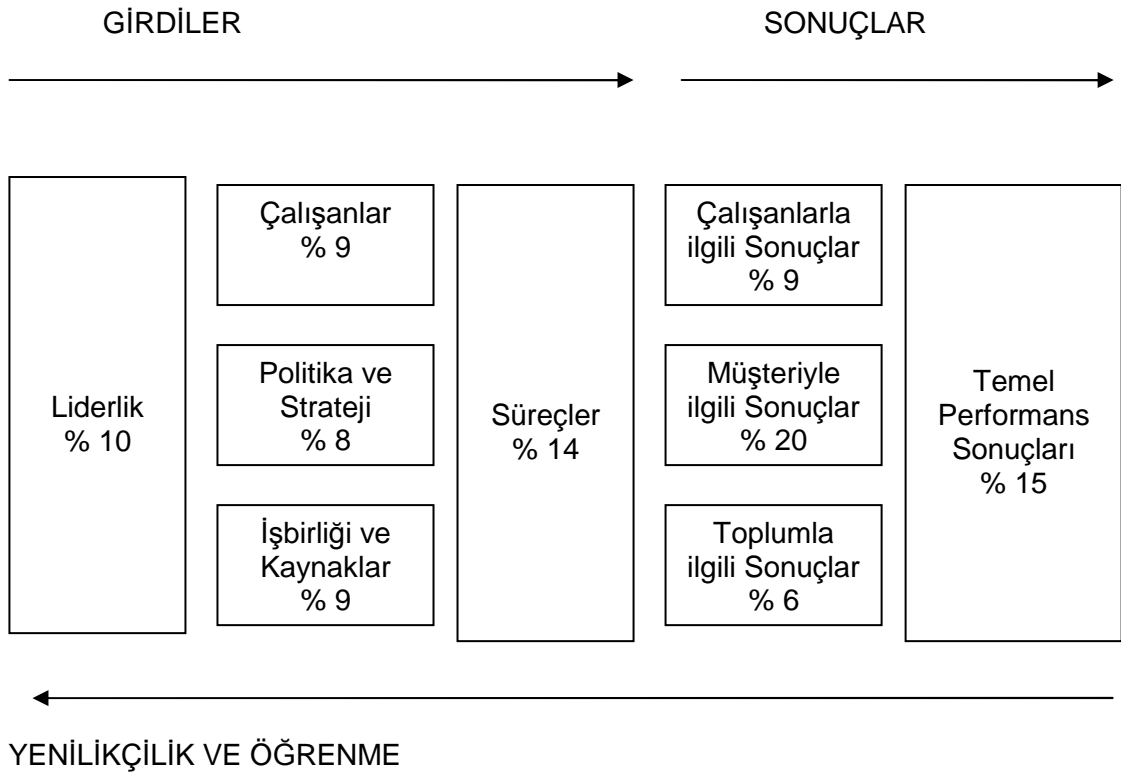 GİRDİLER
SONUÇLAR
Liderlik
% 10
Çalışanlar
% 9
Politika ve
Strateji
% 8
İşbirliği ve
Kaynaklar
% 9
Süreçler
% 14
Çalışanlarla
ilgili Sonuçlar
% 9
Müşteriyle
ilgili Sonuçlar
% 20
Toplumla
ilgili Sonuçlar
% 6
Temel
Performans
Sonuçları
% 15
YENİLİKÇİLİK VE ÖĞRENME